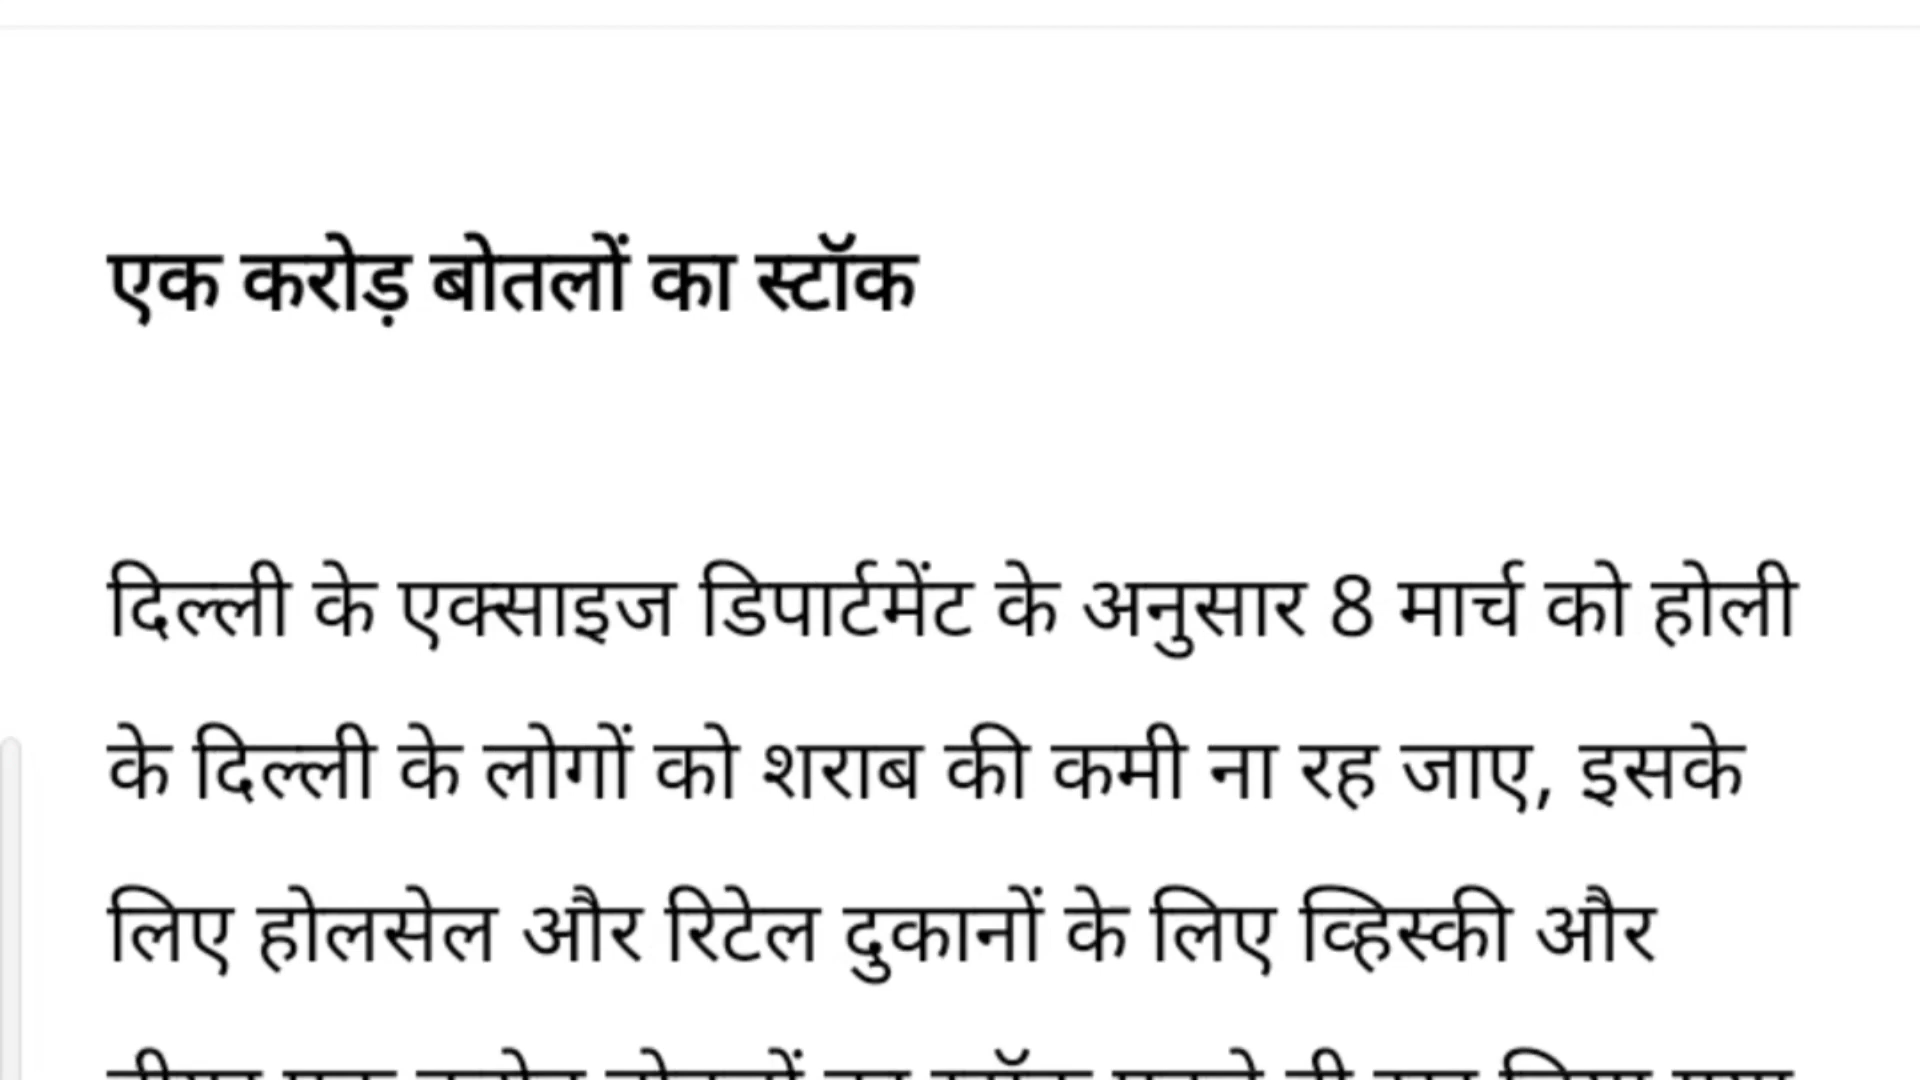 एक करोड़ बोतलों का स्टॉक
दिल्ली के एक्साइज डिपार्टमेंट के अनुसार 8 मार्च को होली
के दिल्ली के लोगों को शराब की कमी ना रह जाए, इसके
लिए होलसेल और रिटेल दुकानों के लिए व्हिस्की और